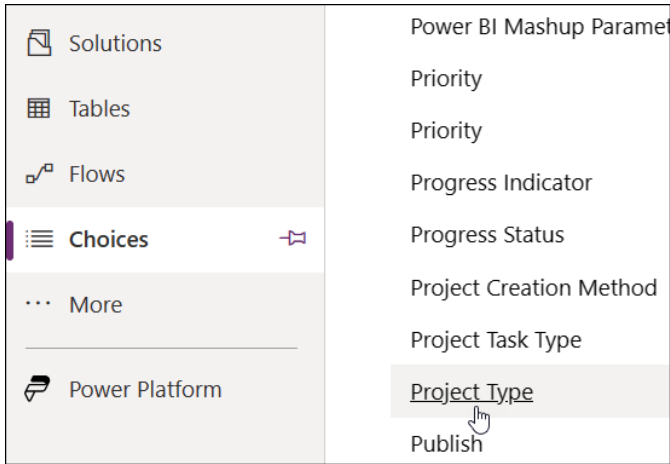 Solutions
Tables
Flows
Choices
More
Power Platform
Power BI Mashup Paramet
Priority
Priority
Progress Indicator
Progress Status
Project Creation Method
Project Task Type
Project Type
Publish